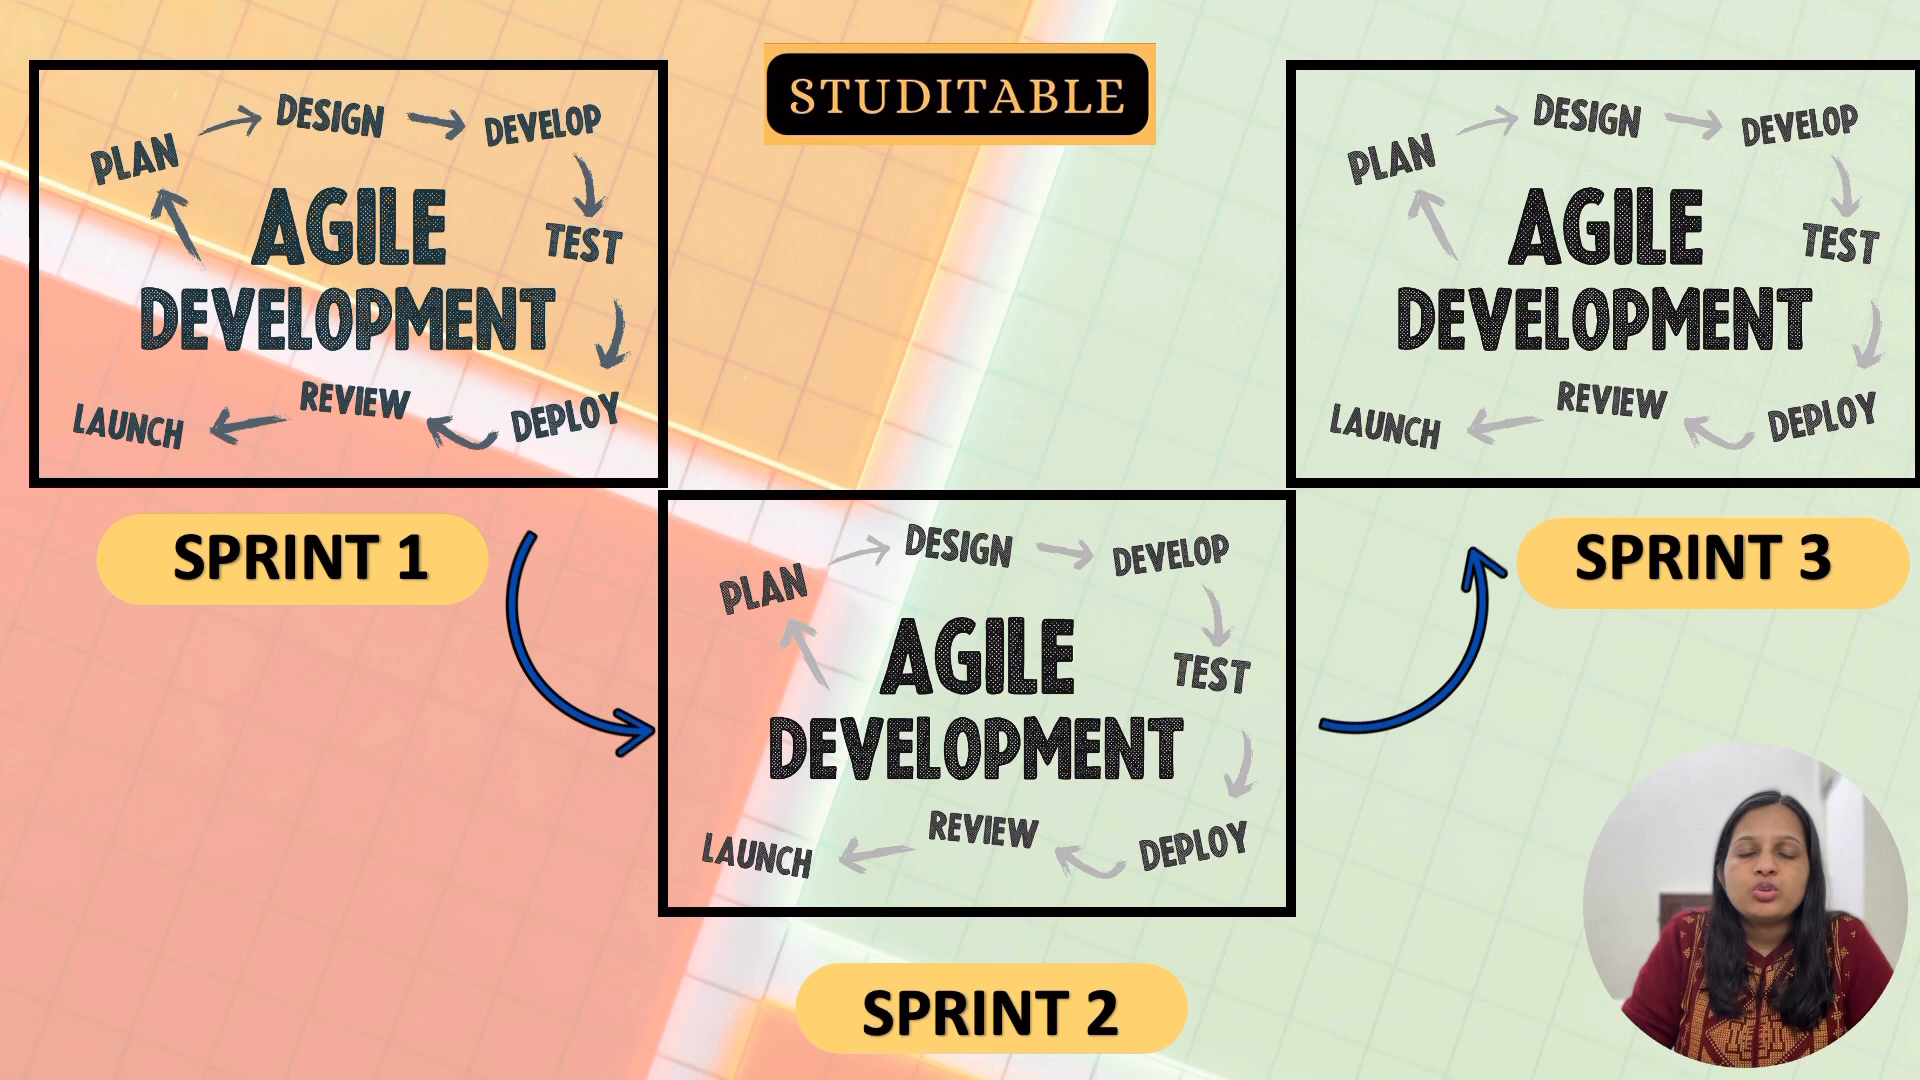 STUDITABLE
PLAN
DESIGN
DEVELOP
TEST
DEPLOY
REVIEW
LAUNCH
AGILE
DEVELOPMENT
SPRINT 1
PLAN
DESIGN
DEVELOP
TEST
DEPLOY
REVIEW
LAUNCH
AGILE
DEVELOPMENT
SPRINT 2
PLAN
DESIGN
DEVELOP
TEST
DEPLOY
REVIEW
LAUNCH
AGILE
DEVELOPMENT
SPRINT 3